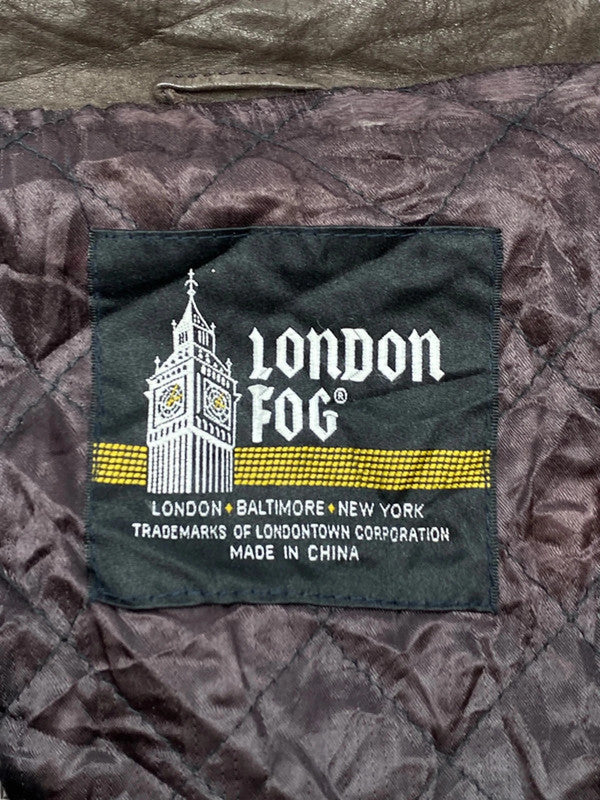 LONDON
FOG®
LONDON♦BALTIMORE♦NEW YORK
TRADEMARKS OF LONDONTOWN CORPORATION
MADE IN CHINA